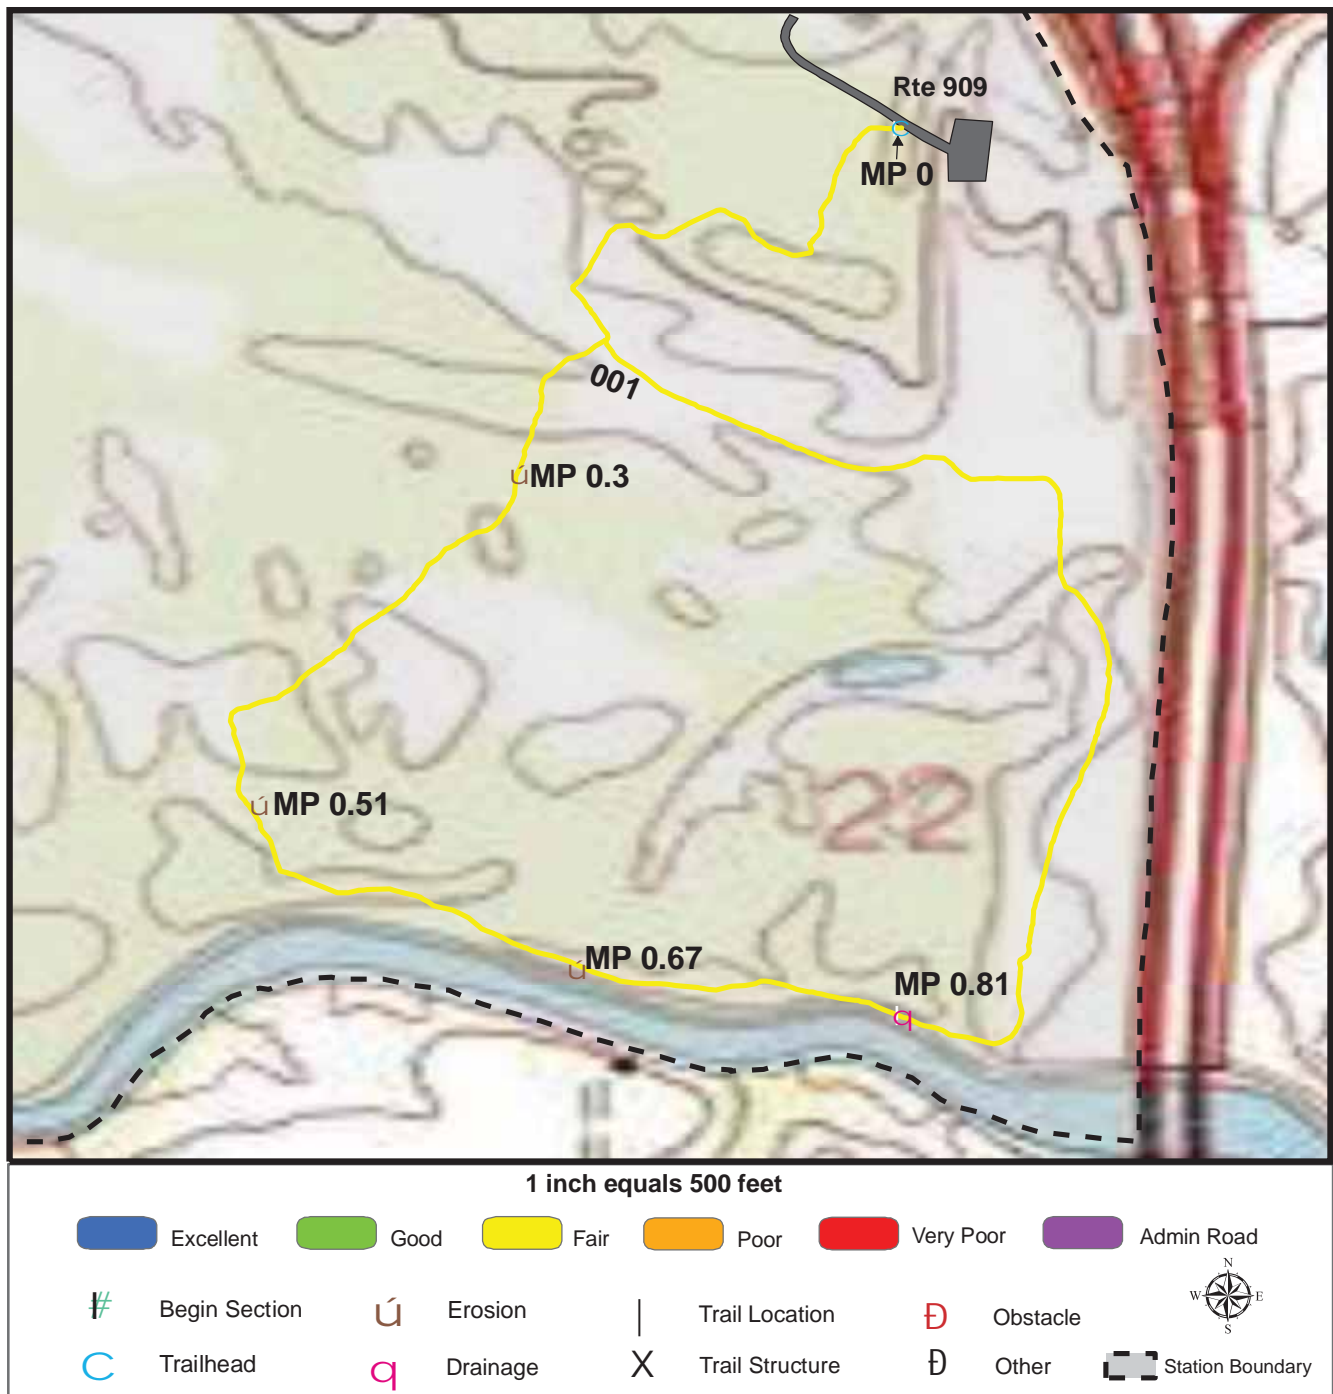 Rte 909
C
MP 0
600
001
ú MP 0.3
22
ú MP 0.51
ú MP 0.67
MP 0.81
q
1 inch equals 500 feet
Excellent Good Fair Poor Very Poor Admin Road
# Begin Section ú Erosion | Trail Location Đ Obstacle
N
W E
S
C Trailhead q Drainage X Trail Structure Đ Other Station Boundary